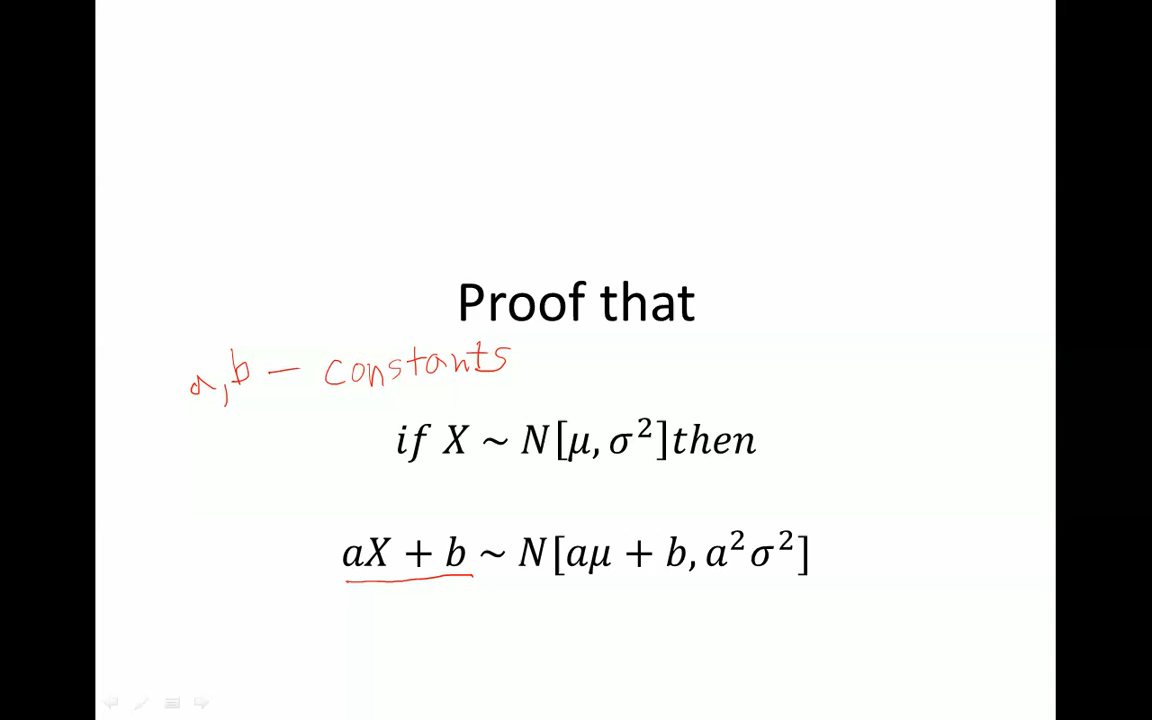 Proof that
a, b — constants
if X ~ N[μ, σ²]then
aX + b ~ N[aμ + b, a²σ²]